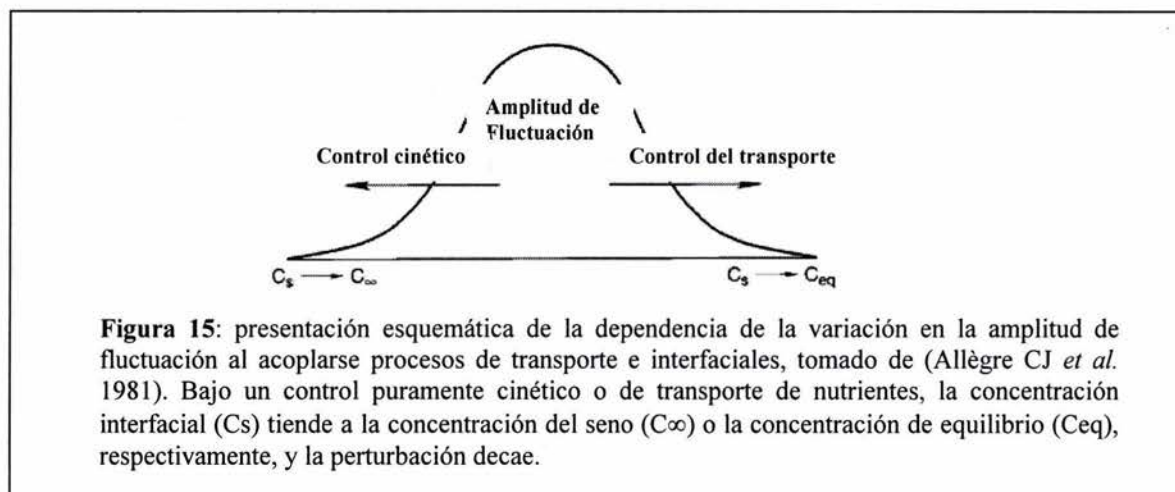 Amplitud de
Fluctuación
Control cinético
Control del transporte
Cs → C∞
Cs → Ceq
Figura 15: presentación esquemática de la dependencia de la variación en la amplitud de
fluctuación al acoplarse procesos de transporte e interfaciales, tomado de (Allègre CJ et al.
1981). Bajo un control puramente cinético o de transporte de nutrientes, la concentración
interfacial (Cs) tiende a la concentración del seno (C∞) o la concentración de equilibrio (Ceq),
respectivamente, y la perturbación decae.